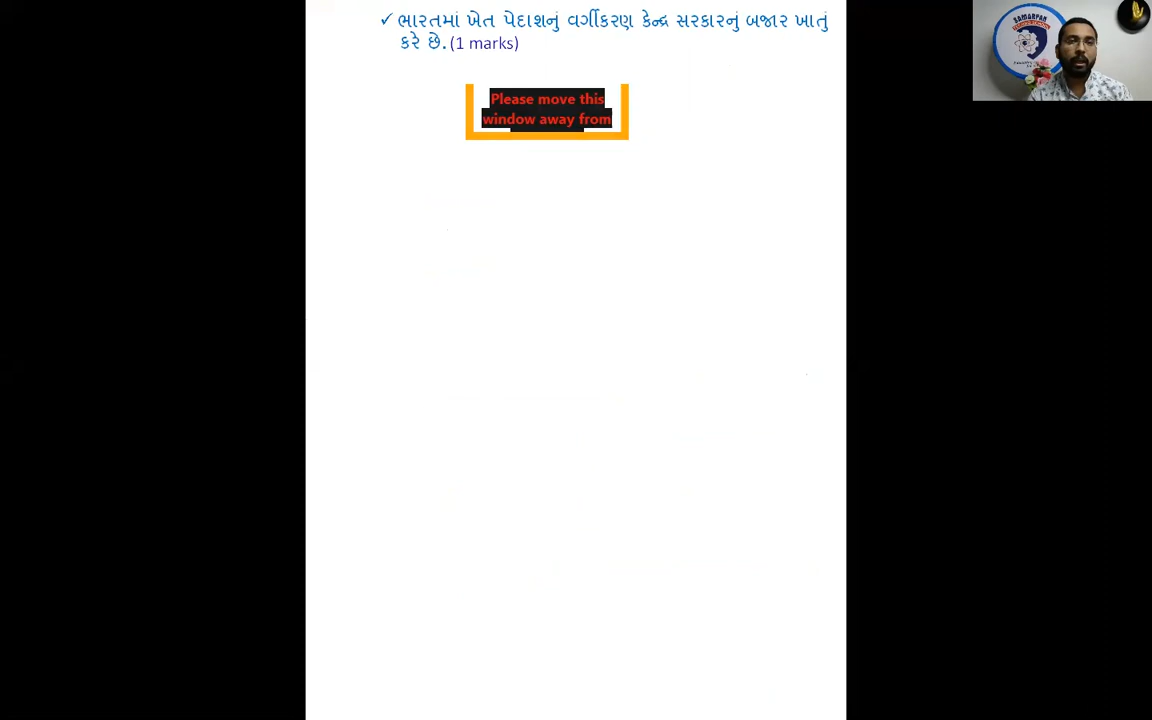 ✓ ભારતમાં ખેત પેદાશનું વર્ગીકરણ કેન્દ્ર સરકારનું બજાર ખાતું
કરે છે. (1 marks)
Please move this
window away from